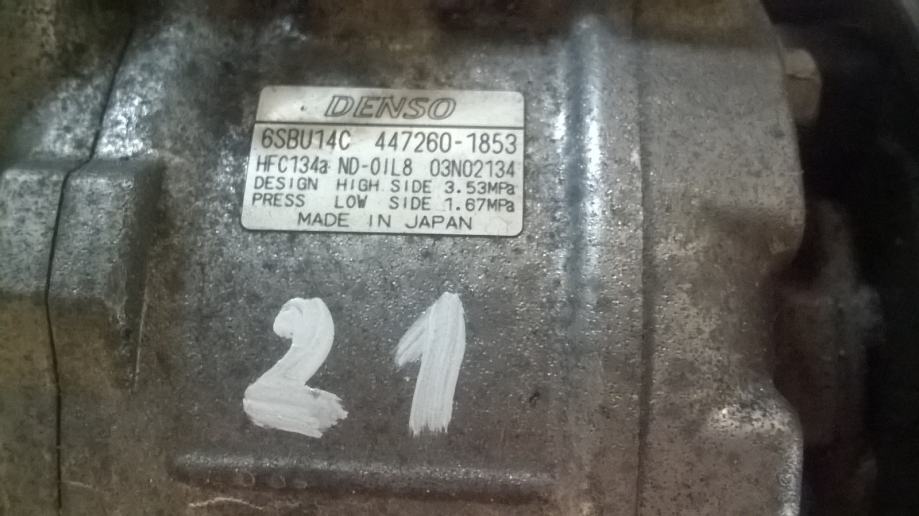 DENSO
6SBU14C 447260-1853
HFC134a ND-OIL8 03N02134
DESIGN HIGH SIDE 3.53MPa
PRESS LOW SIDE 1.67MPa
MADE IN JAPAN
21